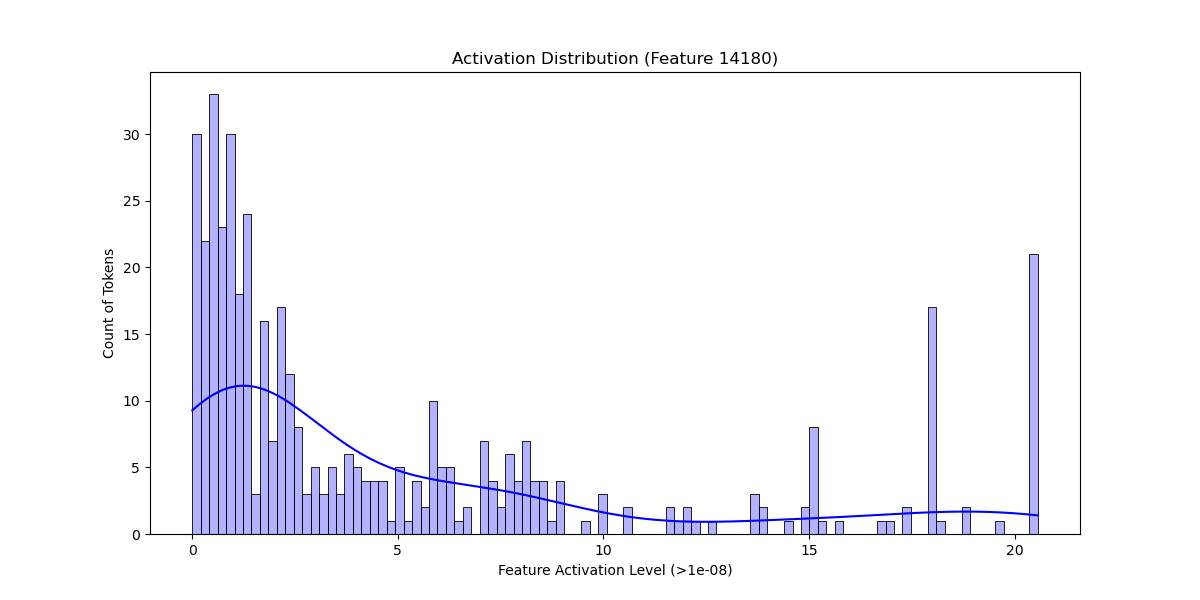 Activation Distribution (Feature 14180)
Count of Tokens
30
25
20
15
10
5
0
0 5 10 15 20
Feature Activation Level (>1e-08)